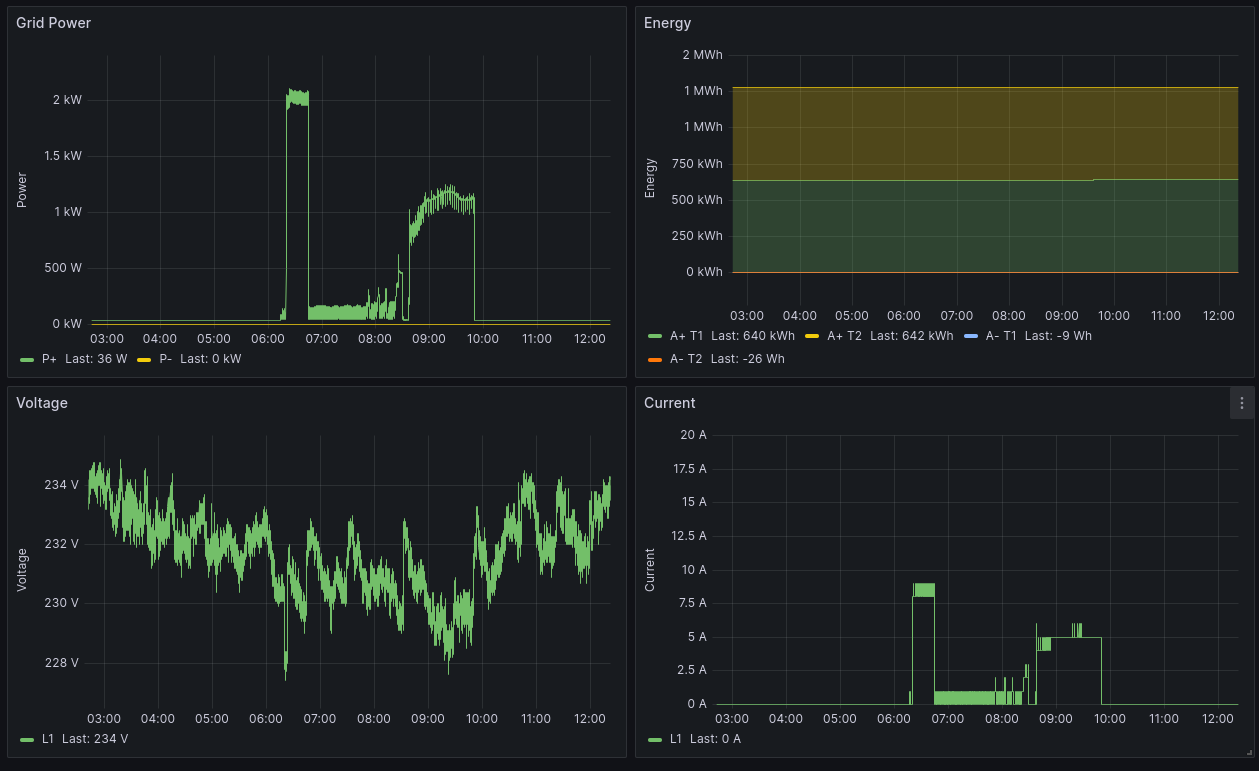 Grid Power
Power
2 kW
1.5 kW
1 kW
500 W
0 kW
03:00 04:00 05:00 06:00 07:00 08:00 09:00 10:00 11:00 12:00
P+ Last: 36 W P- Last: 0 kW
Energy
Energy
2 MWh
1 MWh
1 MWh
750 kWh
500 kWh
250 kWh
0 kWh
03:00 04:00 05:00 06:00 07:00 08:00 09:00 10:00 11:00 12:00
A+ T1 Last: 640 kWh A+ T2 Last: 642 kWh A- T1 Last: -9 Wh
A- T2 Last: -26 Wh
Voltage
Voltage
234 V
232 V
230 V
228 V
03:00 04:00 05:00 06:00 07:00 08:00 09:00 10:00 11:00 12:00
L1 Last: 234 V
Current
Current
20 A
17.5 A
15 A
12.5 A
10 A
7.5 A
5 A
2.5 A
0 A
03:00 04:00 05:00 06:00 07:00 08:00 09:00 10:00 11:00 12:00
L1 Last: 0 A